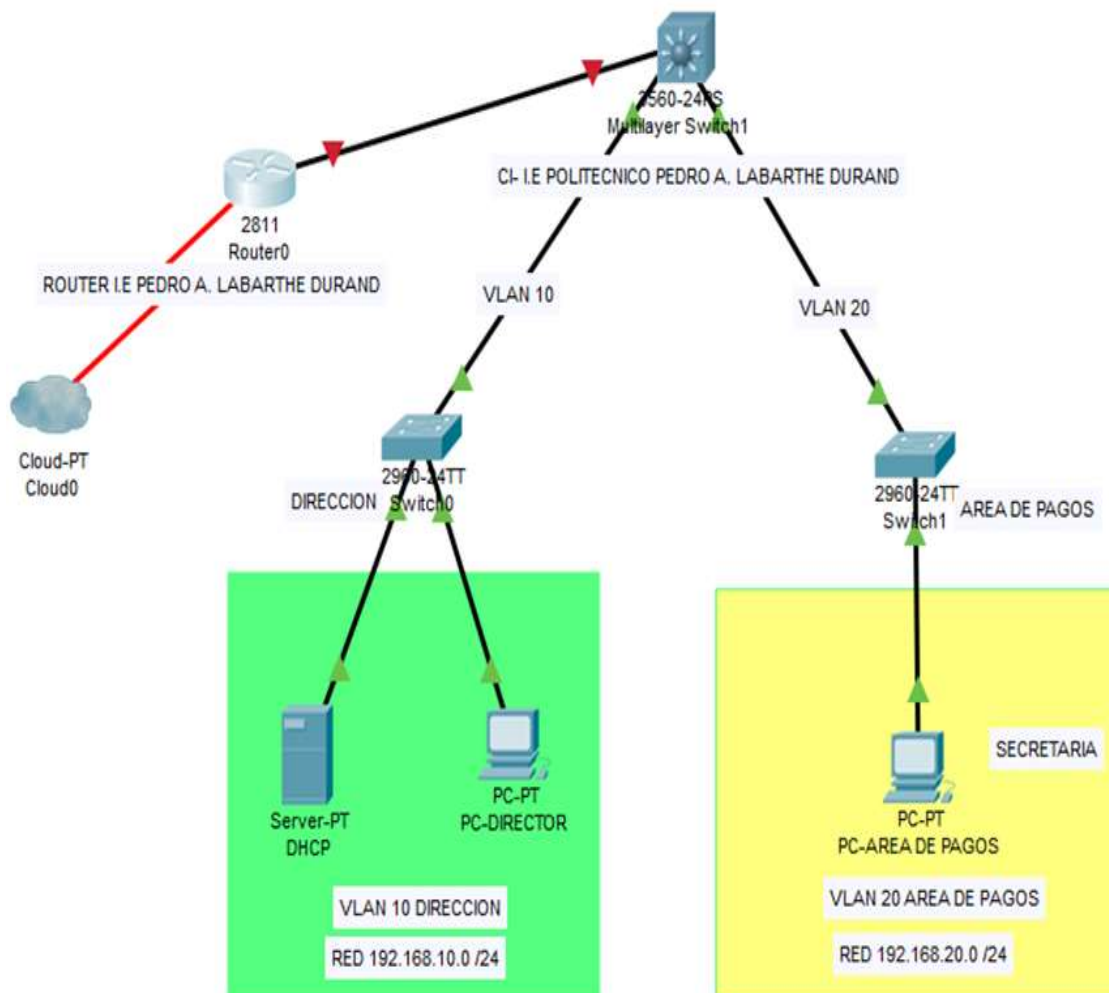 3560-24PS
Multilayer Switch1
CI- I.E POLITECNICO PEDRO A. LABARTHE DURAND
2811
Router0
ROUTER I.E PEDRO A. LABARTHE DURAND
VLAN 10
VLAN 20
Cloud-PT
Cloud0
2960-24TT
Switch0
DIRECCION
2960-24TT
Switch1
AREA DE PAGOS
Server-PT
DHCP
PC-PT
PC-DIRECTOR
SECRETARIA
PC-PT
PC-AREA DE PAGOS
VLAN 10 DIRECCION
RED 192.168.10.0 /24
VLAN 20 AREA DE PAGOS
RED 192.168.20.0 /24